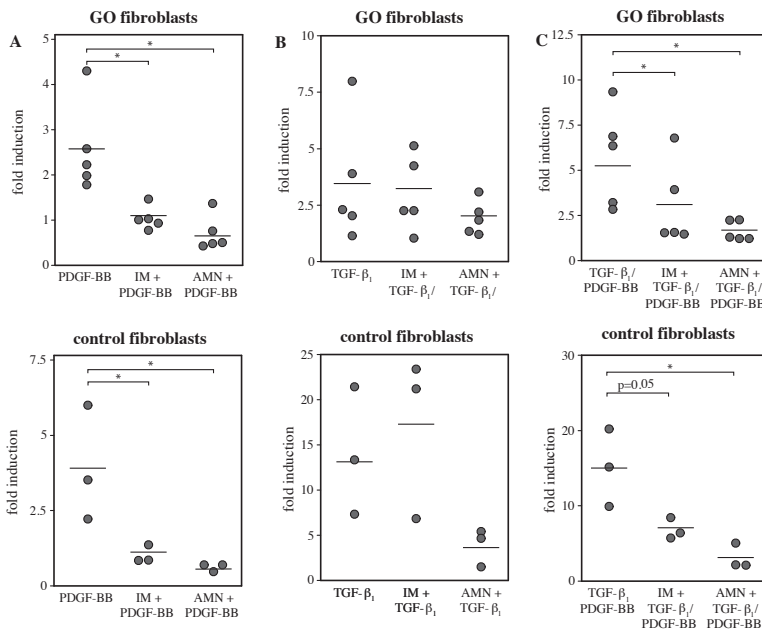 GO fibroblasts
A
5
4
3
2
1
0
fold induction
*
*
PDGF-BB
IM +
PDGF-BB
AMN +
PDGF-BB
GO fibroblasts
B
10
7.5
5
2.5
0
fold induction
TGF-β₁
IM +
TGF-β₁/
AMN +
TGF-β₁/
GO fibroblasts
C
12.5
10
7.5
5
2.5
0
fold induction
*
*
TGF-β₁/
PDGF-BB
IM +
TGF-β₁/
PDGF-BB
AMN +
TGF-β₁/
PDGF-BB
control fibroblasts
7.5
5
2.5
0
fold induction
*
*
PDGF-BB
IM +
PDGF-BB
AMN +
PDGF-BB
control fibroblasts
25
20
15
10
5
0
fold induction
TGF-β₁
IM +
TGF-β₁
AMN +
TGF-β₁
control fibroblasts
30
20
10
0
fold induction
*
p=0.05
TGF-β₁
PDGF-BB
IM +
TGF-β₁/
PDGF-BB
AMN +
TGF-β₁/
PDGF-BB